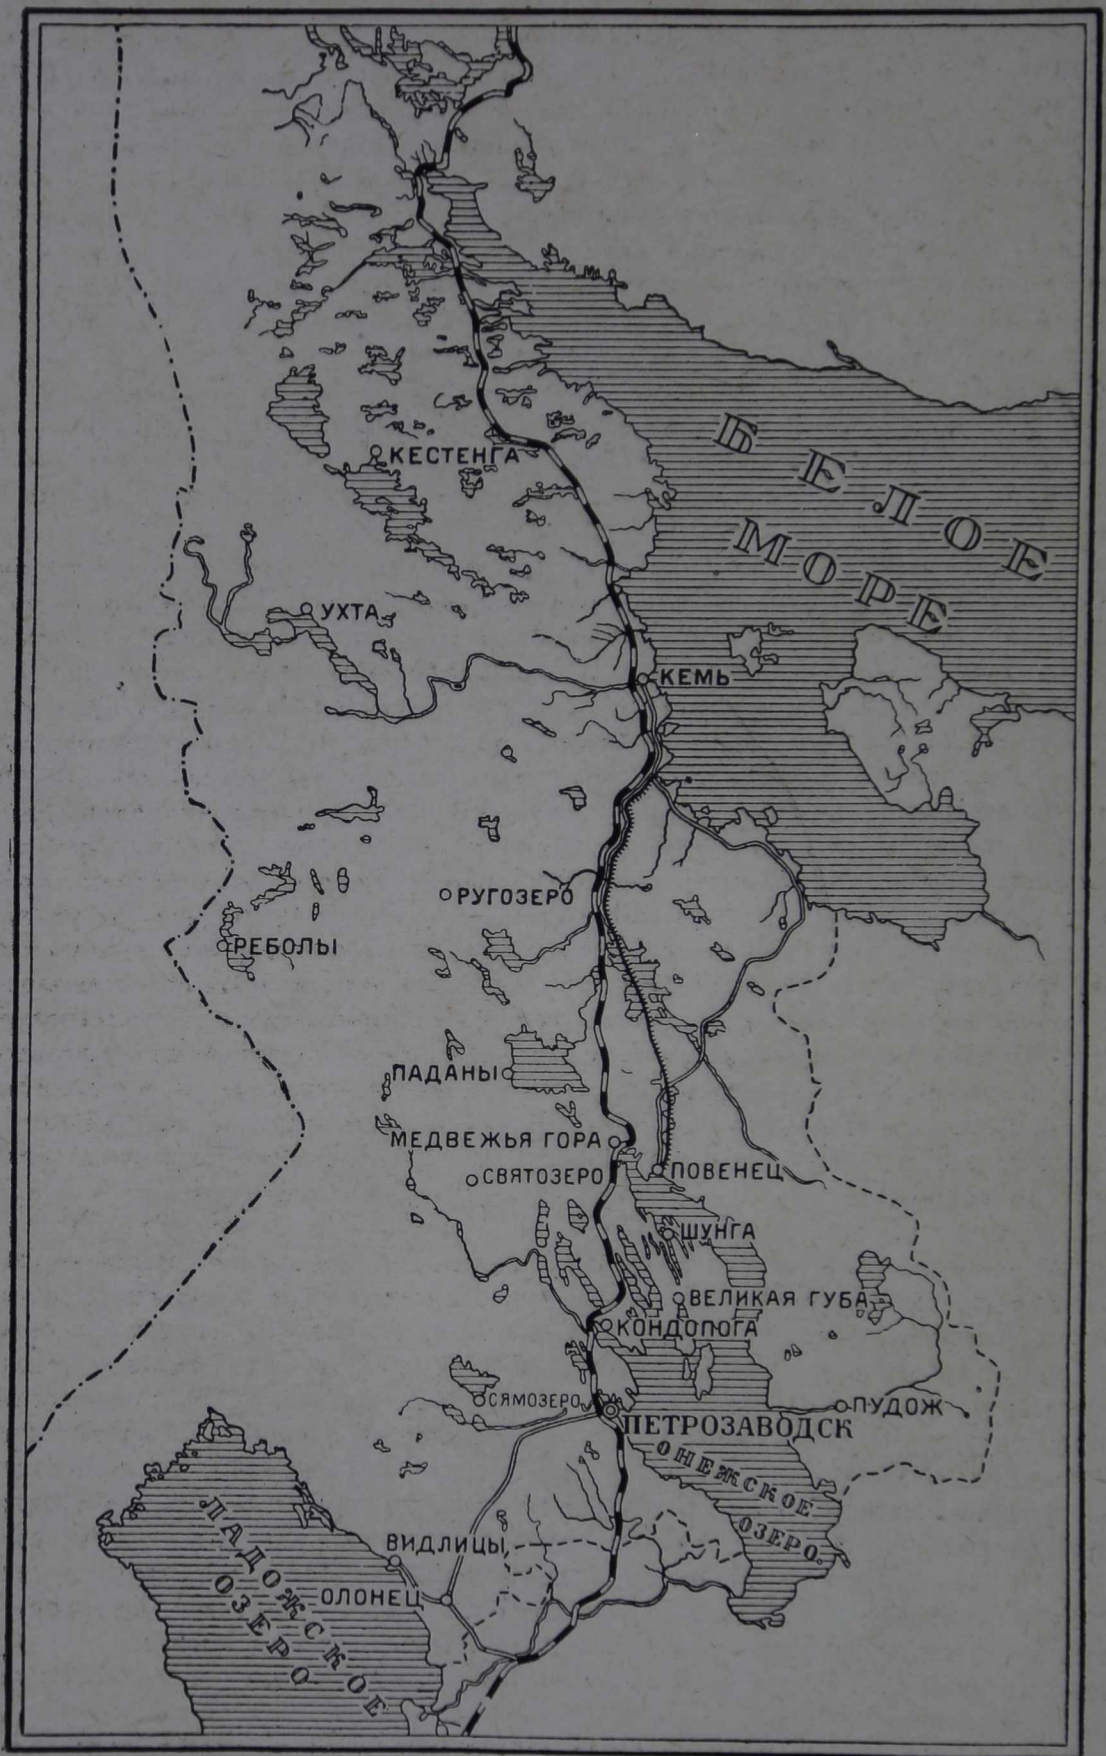 БЕЛОЕ
МОРЕ
КЕСТЕНГА
УХТА
КЕМЬ
РУГОЗЕРО
РЕБОЛЫ
ПАДАНЫ
МЕДВЕЖЬЯ ГОРА
ПОВЕНЕЦ
СВЯТОЗЕРО
ШУНГА
ВЕЛИКАЯ ГУБА
КОНДОПОГА
СЯМОЗЕРО
ПУДОЖ
ПЕТРОЗАВОДСК
ОНЕЖСКОЕ
ОЗЕРО.
ЛАДОЖСКОЕ
ОЗЕРО
ВИДЛИЦЫ
ОЛОНЕЦ